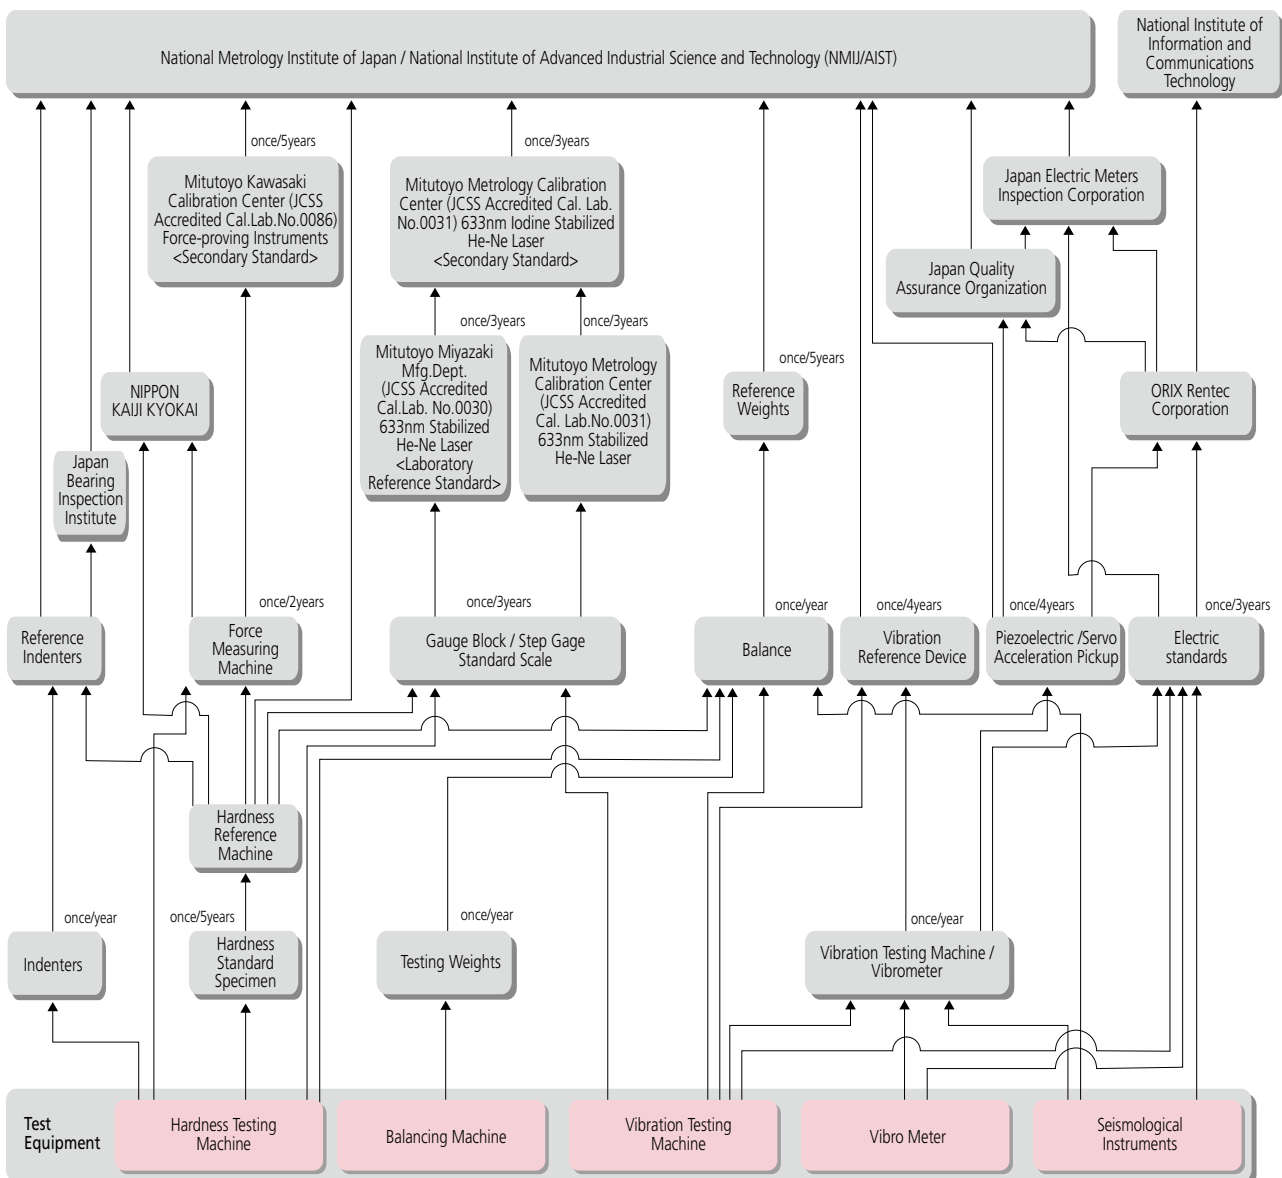 National Metrology Institute of Japan / National Institute of Advanced Industrial Science and Technology (NMIJ/AIST)
National Institute of
Information and
Communications
Technology
once/5years
once/3years
Mitutoyo Kawasaki
Calibration Center (JCSS
Accredited Cal.Lab.No.0086)
Force-proving Instruments
<Secondary Standard>
Mitutoyo Metrology Calibration
Center (JCSS Accredited Cal. Lab.
No.0031) 633nm Iodine Stabilized
He-Ne Laser
<Secondary Standard>
Japan Electric Meters
Inspection Corporation
Japan Quality
Assurance Organization
once/3years
once/3years
Mitutoyo Miyazaki
Mfg.Dept.
(JCSS Accredited
Cal.Lab. No.0030)
633nm Stabilized
He-Ne Laser
<Laboratory
Reference Standard>
Mitutoyo Metrology
Calibration Center
(JCSS Accredited
Cal. Lab.No.0031)
633nm Stabilized
He-Ne Laser
once/5years
NIPPON
KAIJI KYOKAI
Reference
Weights
ORIX Rentec
Corporation
Japan
Bearing
Inspection
Institute
once/2years
once/3years
once/year
once/4years
once/4years
once/3years
Reference
Indenters
Force
Measuring
Machine
Gauge Block / Step Gage
Standard Scale
Balance
Vibration
Reference Device
Piezoelectric /Servo
Acceleration Pickup
Electric
standards
Hardness
Reference
Machine
once/year
once/5years
once/year
once/year
Indenters
Hardness
Standard
Specimen
Testing Weights
Vibration Testing Machine /
Vibrometer
Test
Equipment
Hardness Testing
Machine
Balancing Machine
Vibration Testing
Machine
Vibro Meter
Seismological
Instruments